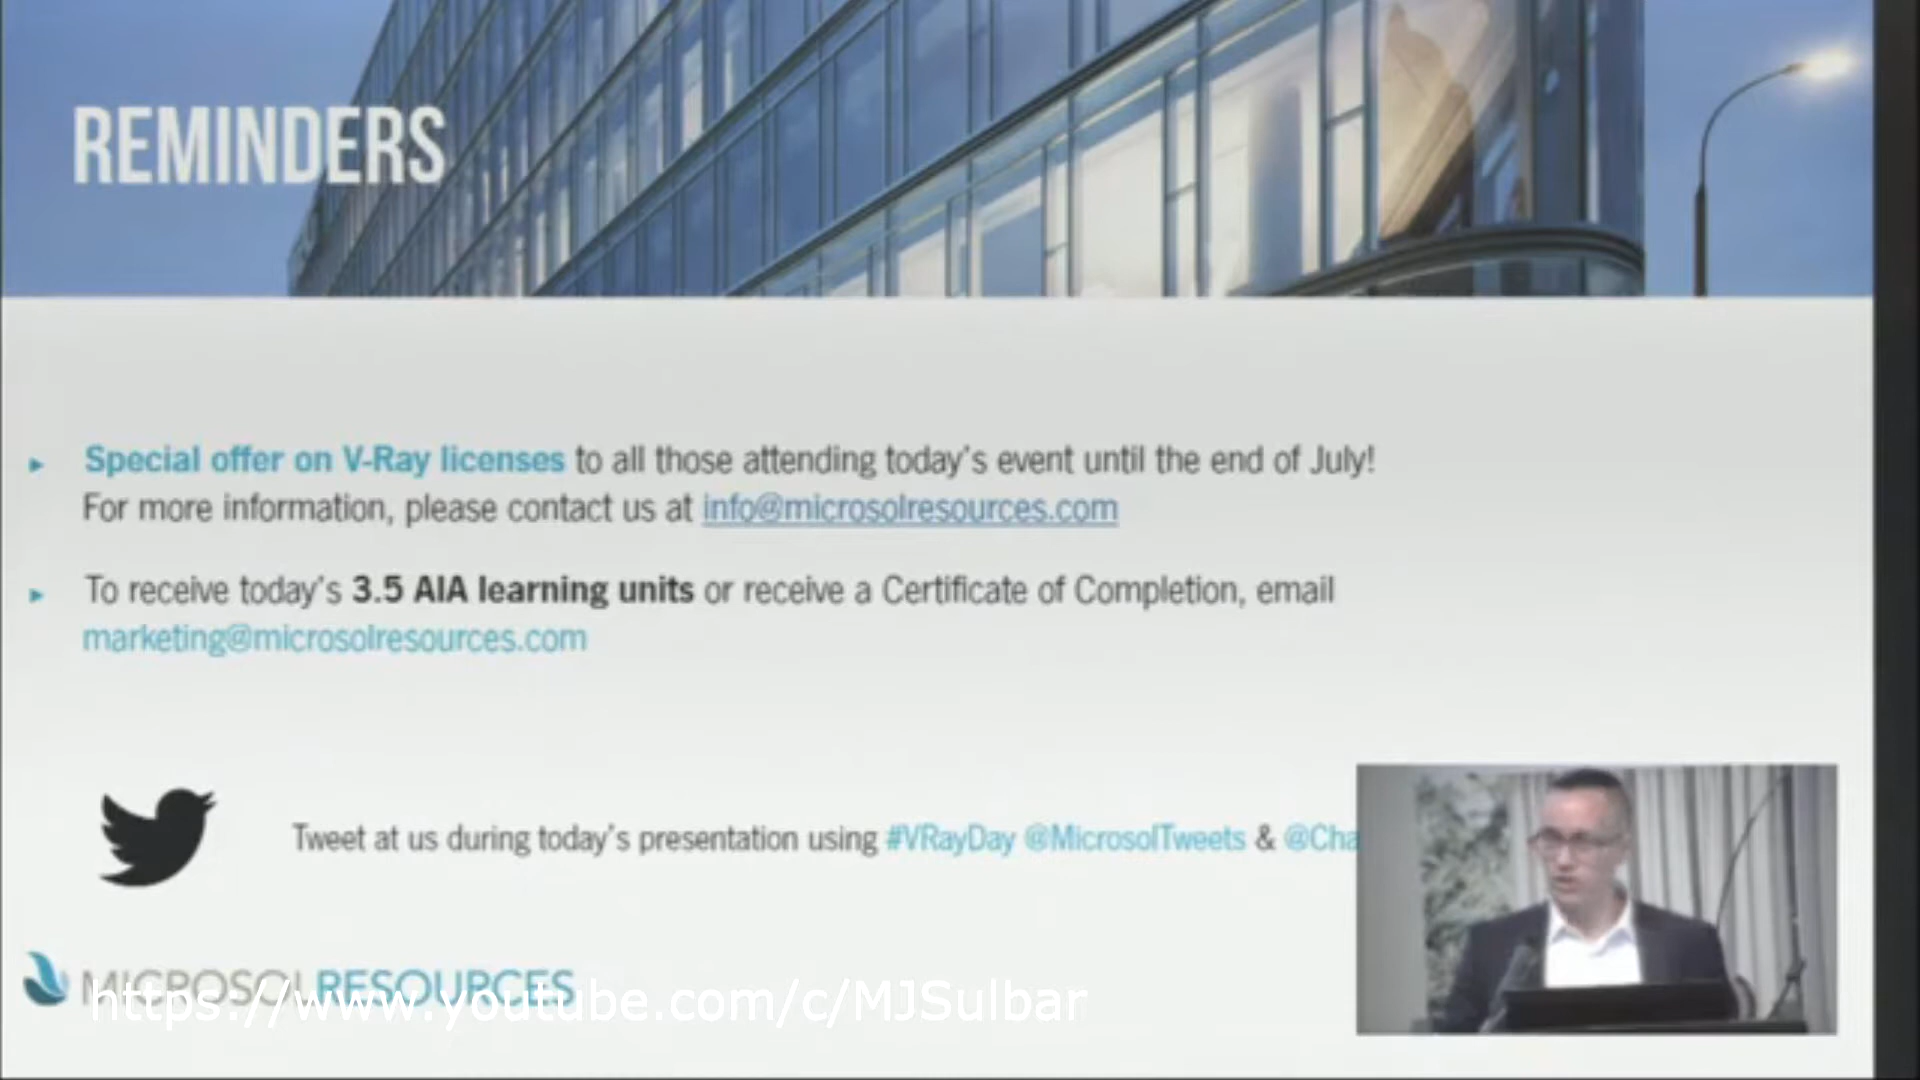 REMINDERS
Special offer on V-Ray licenses to all those attending today's event until the end of July!
For more information, please contact us at info@microsolresources.com
To receive today's 3.5 AIA learning units or receive a Certificate of Completion, email
marketing@microsolresources.com
Tweet at us during today's presentation using #VRayDay @MicrosolTweets & @Cha
MICROSOLRESOURCES
https://www.youtube.com/c/MJSulbar